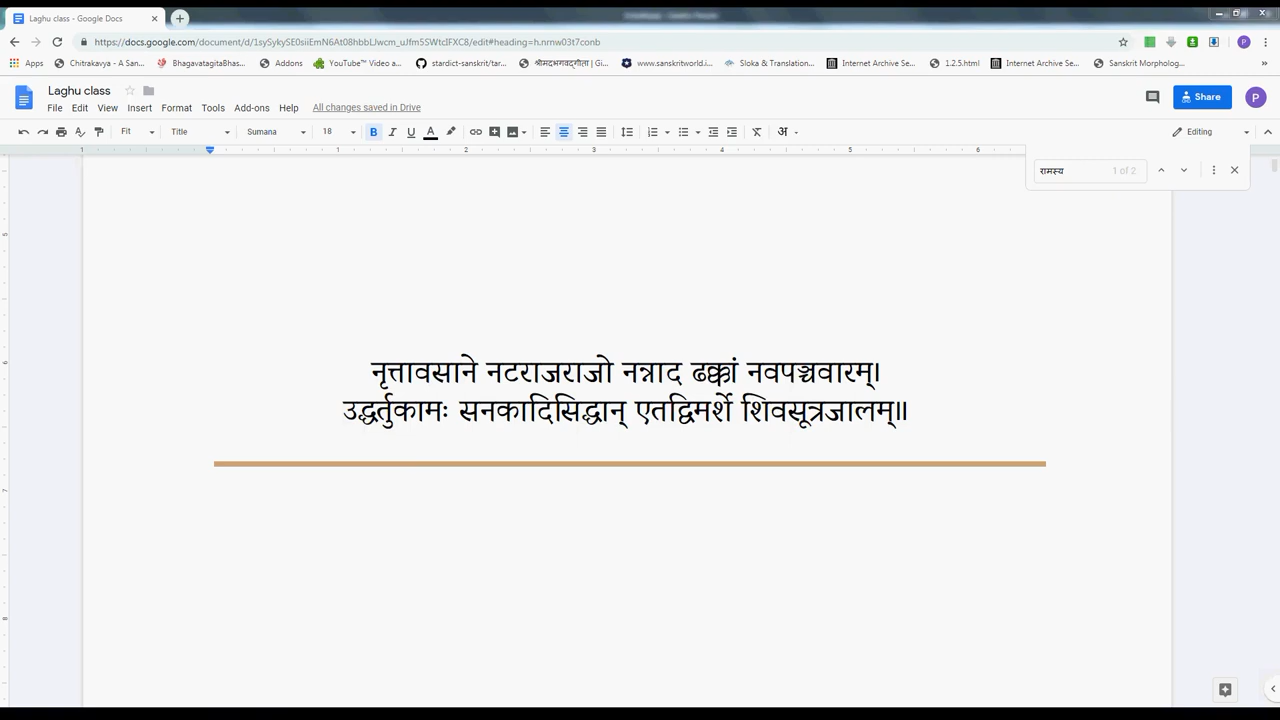 Laghu class - Google Docs
https://docs.google.com/document/d/1sySykySE0siiEmN6At08hbbLJwcm_uJfm5SWtcIFXC8/edit#heading=h.nmw03t7conb
Apps Chitrakavya - A San... BhagavatagitaBhas... Addons YouTube™ Video a... stardict-sanskrit/tar... श्रीमदभगवद्गीता | Gi... www.sanskritworld.i... Sloka & Translation... Internet Archive Se... 1.2.5.html Internet Archive Se... Sanskrit Morpholog...
Laghu class
Share
P
File Edit View Insert Format Tools Add-ons Help All changes saved in Drive
Fit Title Sumana 18 B I U A अ Editing
रामस्य 1 of 2
नृत्तावसाने नटराजराजो नन्नाद ढक्कां नवपञ्चवारम्।
उद्धर्तुकामः सनकादिसिद्धान् एतद्विमर्शे शिवसूत्रजालम्॥